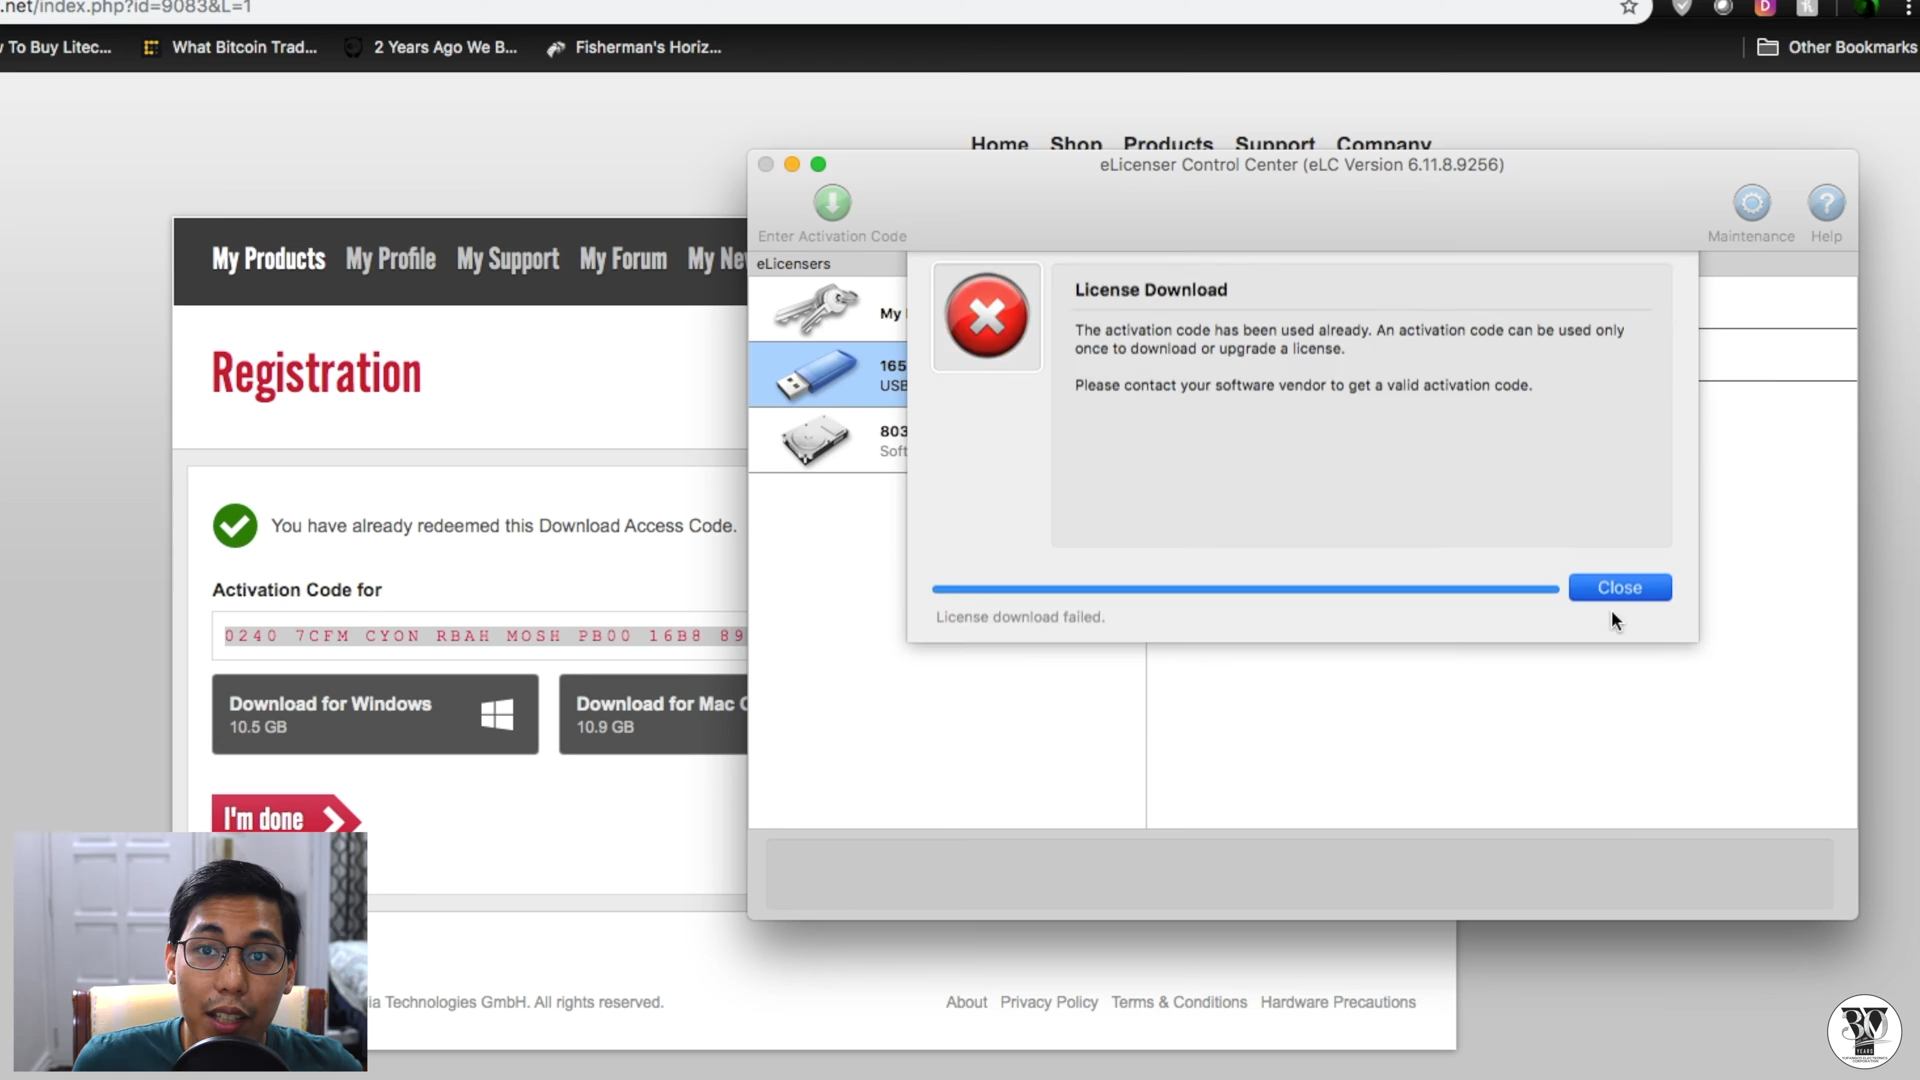 .net/index.php?id=9083&L=1
To Buy Litec...
What Bitcoin Trad...
2 Years Ago We B...
Fisherman's Horiz...
Other Bookmarks
Home Shop Products Support Company
eLicenser Control Center (eLC Version 6.11.8.9256)
Enter Activation Code
Maintenance
Help
My Products My Profile My Support My Forum My Ne
eLicensers
My
165
USB
803
Soft
License Download
The activation code has been used already. An activation code can be used only
once to download or upgrade a license.
Please contact your software vendor to get a valid activation code.
Close
License download failed.
Registration
You have already redeemed this Download Access Code.
Activation Code for
0240 7CFM CYON RBAH MOSH PB00 16B8 89
Download for Windows
10.5 GB
Download for Mac
10.9 GB
I'm done
ia Technologies GmbH. All rights reserved.
About Privacy Policy Terms & Conditions Hardware Precautions
30
YEARS